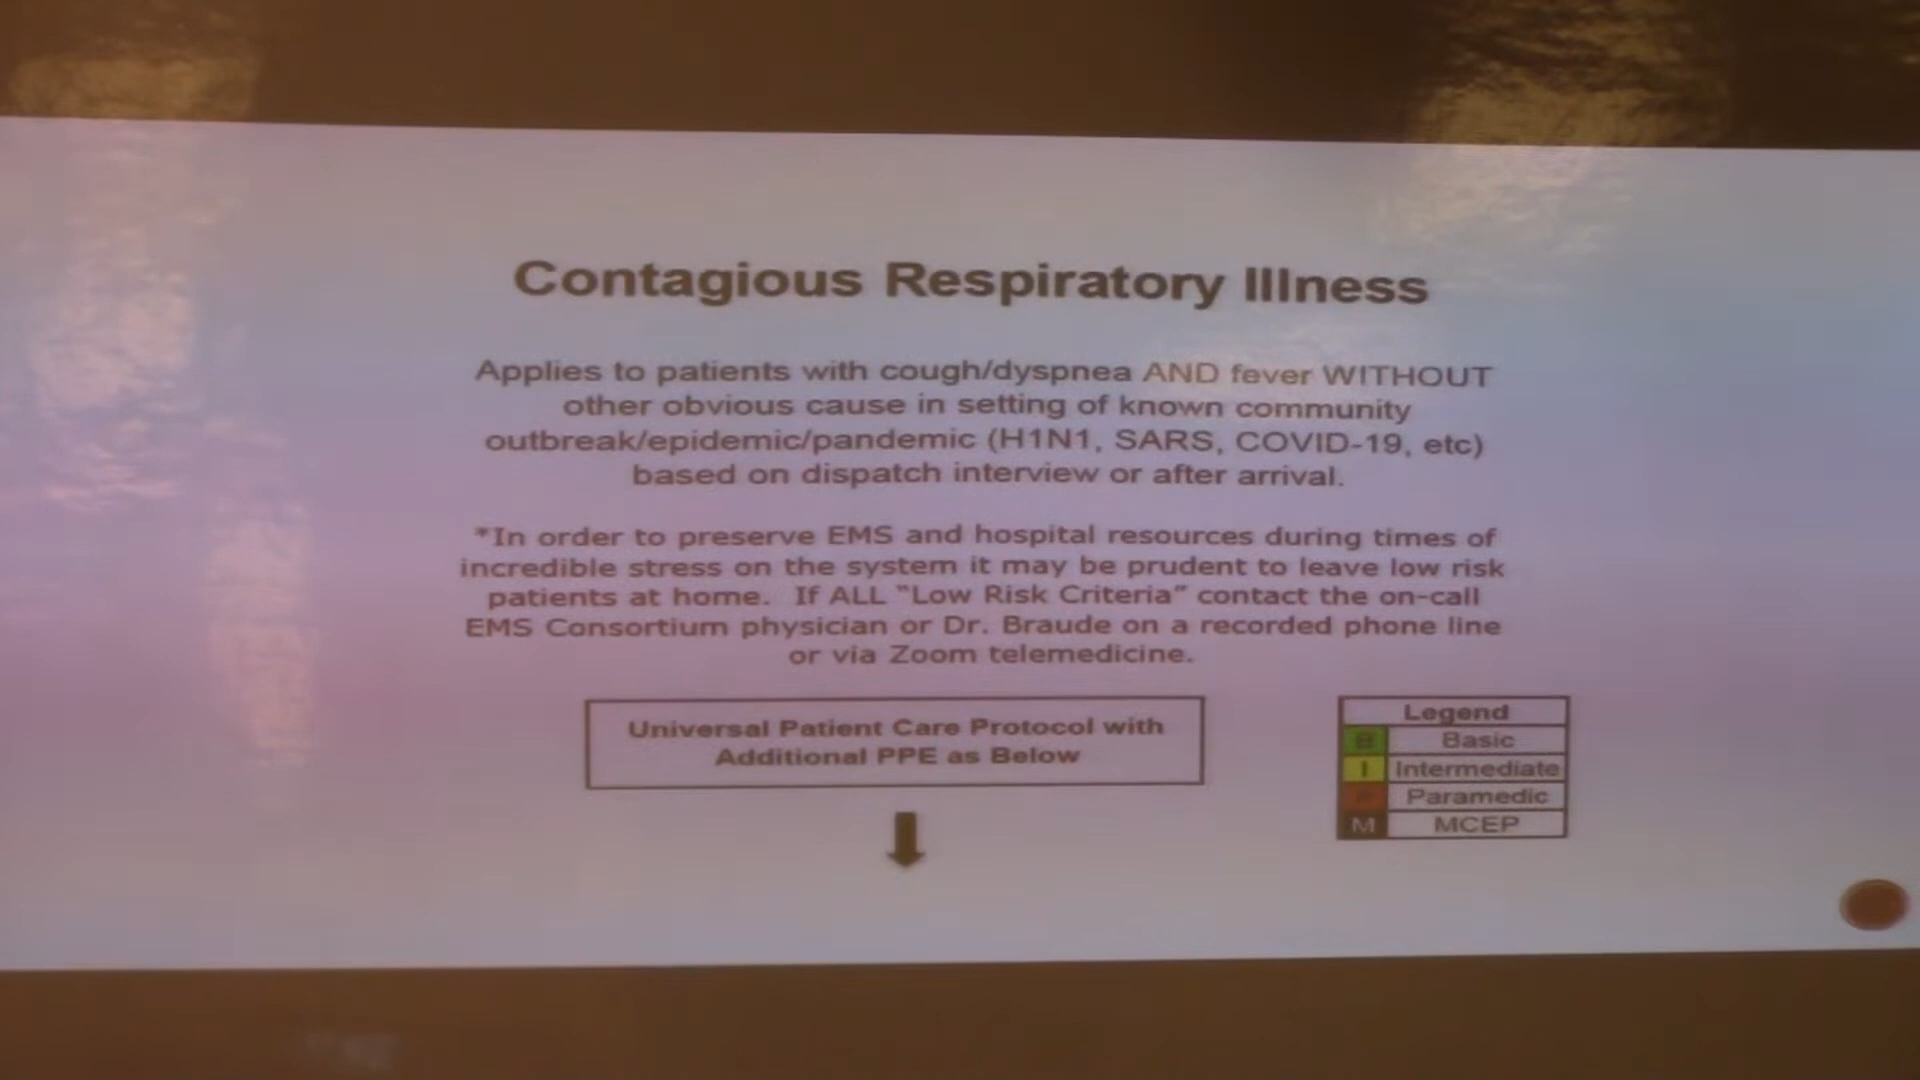 Contagious Respiratory Illness
Applies to patients with cough/dyspnea AND fever WITHOUT
other obvious cause in setting of known community
outbreak/epidemic/pandemic (H1N1, SARS, COVID-19, etc)
based on dispatch interview or after arrival.
*In order to preserve EMS and hospital resources during times of
incredible stress on the system it may be prudent to leave low risk
patients at home.  If ALL "Low Risk Criteria" contact the on-call
EMS Consortium physician or Dr. Braude on a recorded phone line
or via Zoom telemedicine.
Universal Patient Care Protocol with
Additional PPE as Below
Legend
B Basic
I Intermediate
P Paramedic
M MCEP